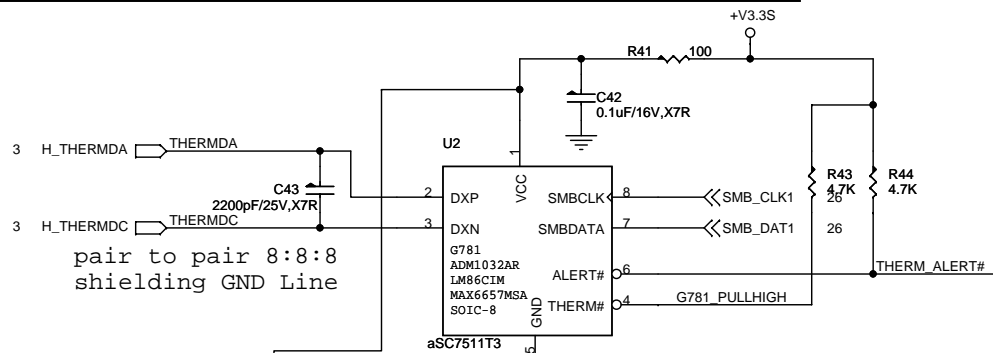 +V3.3S
R41 100
C42
0.1uF/16V,X7R
U2
1
VCC
3 H_THERMDA THERMDA
C43
2200pF/25V,X7R
3 H_THERMDC THERMDC
pair to pair 8:8:8
shielding GND Line
2 DXP
3 DXN
G781
ADM1032AR
LM86CIM
MAX6657MSA
SOIC-8
SMBCLK 8 SMB_CLK1 26
SMBDATA 7 SMB_DAT1 26
ALERT# 6 THERM_ALERT#
THERM# 4 G781_PULLHIGH
R43
4.7K
R44
4.7K
GND
5
aSC7511T3